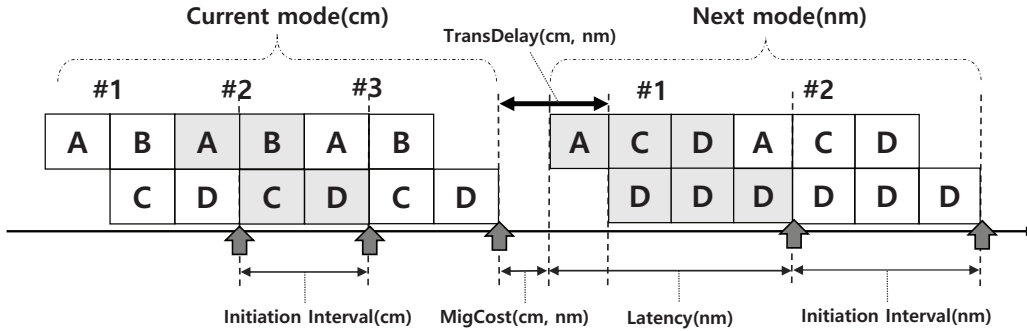 Current mode(cm)
Next mode(nm)
TransDelay(cm, nm)
#1
#2
#3
#1
#2
A B A B A B
A C D A C D
C D C D C D
D D D D D D
Initiation Interval(cm)
MigCost(cm, nm)
Latency(nm)
Initiation Interval(nm)